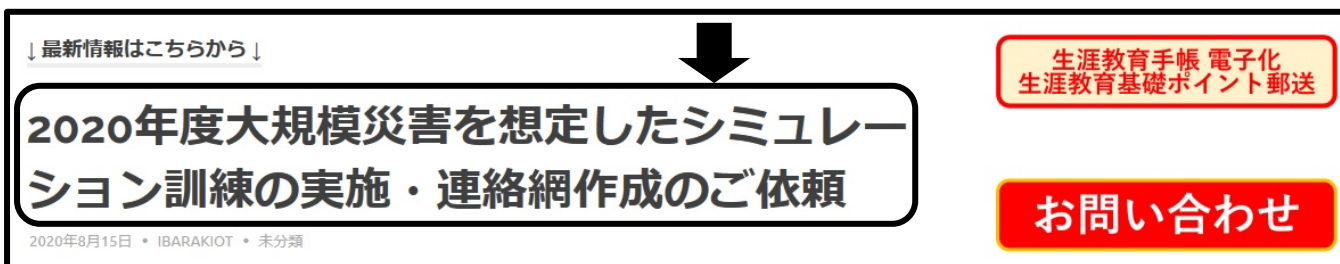 ↓最新情報はこちらから↓
2020年度大規模災害を想定したシミュレー
ション訓練の実施・連絡網作成のご依頼
2020年8月15日 • IBARAKIOT • 未分類
生涯教育手帳 電子化
生涯教育基礎ポイント郵送
お問い合わせ